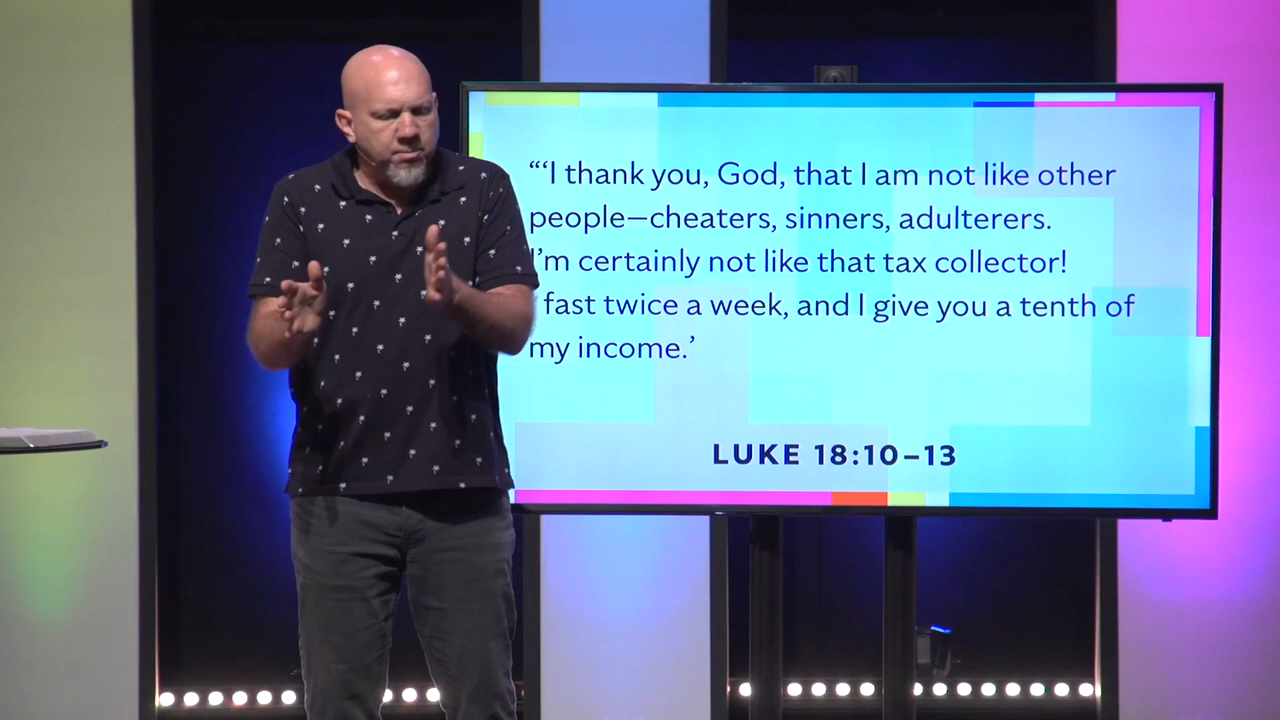 “‘I thank you, God, that I am not like other
people—cheaters, sinners, adulterers.
I’m certainly not like that tax collector!
I fast twice a week, and I give you a tenth of
my income.’
LUKE 18:10–13